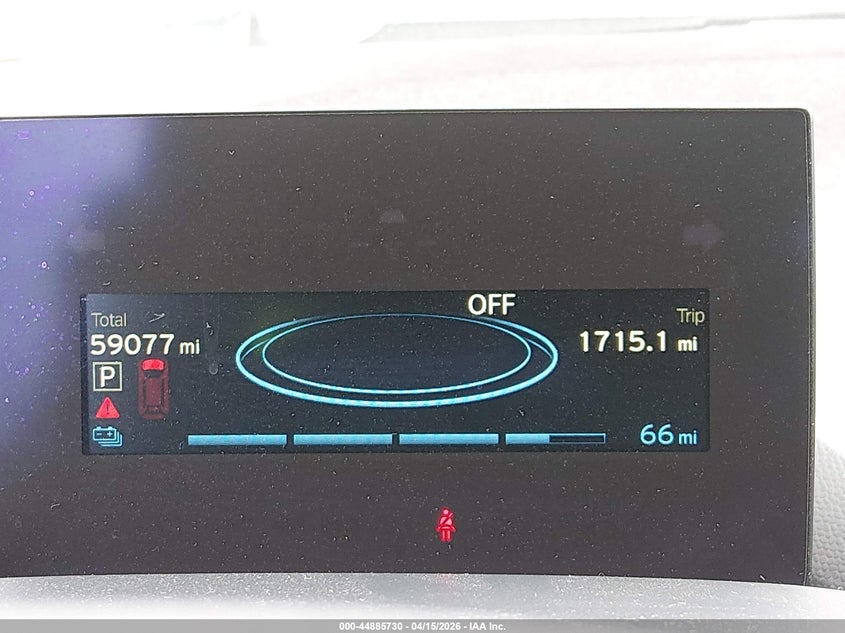 OFF
Total
Trip
59077 mi
1715.1 mi
P
66 mi
000-44885730 - 04/15/2026 - IAA Inc.